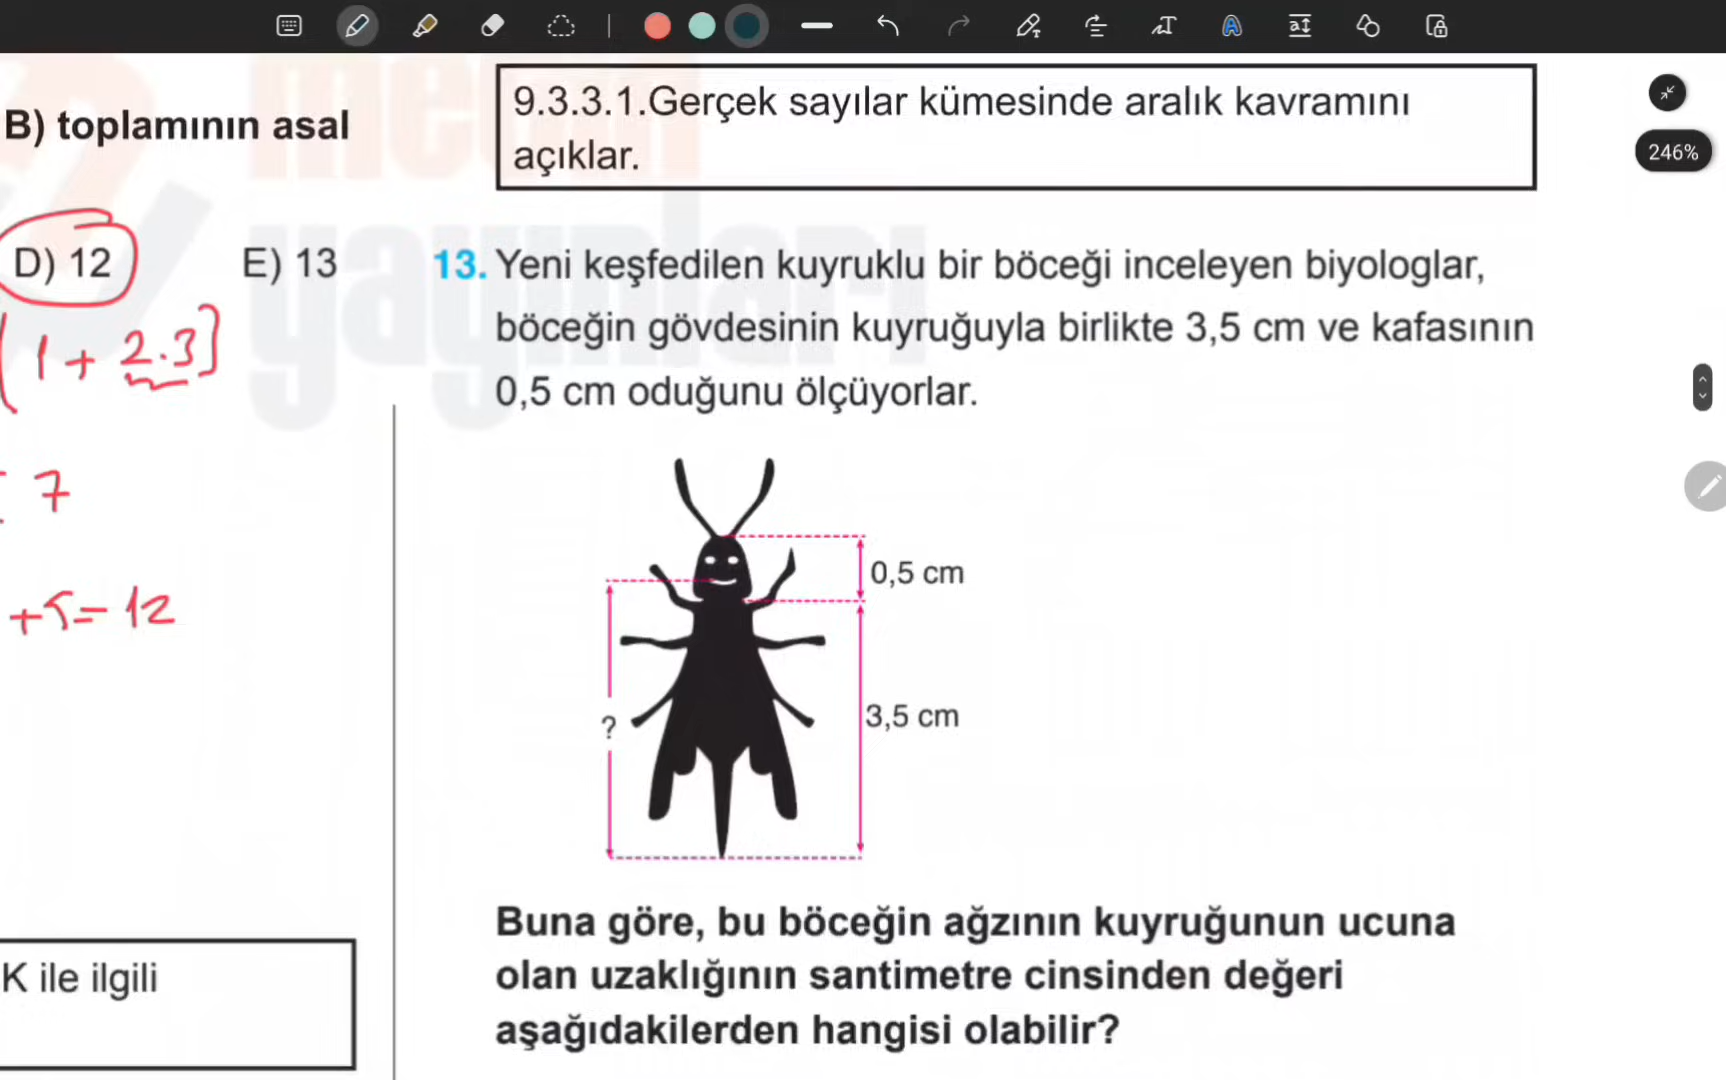 246%
B) toplamının asal
D) 12
E) 13
(1 + 2.3]
7
+5= 12
K ile ilgili
9.3.3.1.Gerçek sayılar kümesinde aralık kavramını
açıklar.
13. Yeni keşfedilen kuyruklu bir böceği inceleyen biyologlar,
böceğin gövdesinin kuyruğuyla birlikte 3,5 cm ve kafasının
0,5 cm oduğunu ölçüyorlar.
0,5 cm
?
3,5 cm
Buna göre, bu böceğin ağzının kuyruğunun ucuna
olan uzaklığının santimetre cinsinden değeri
aşağıdakilerden hangisi olabilir?
yayınları